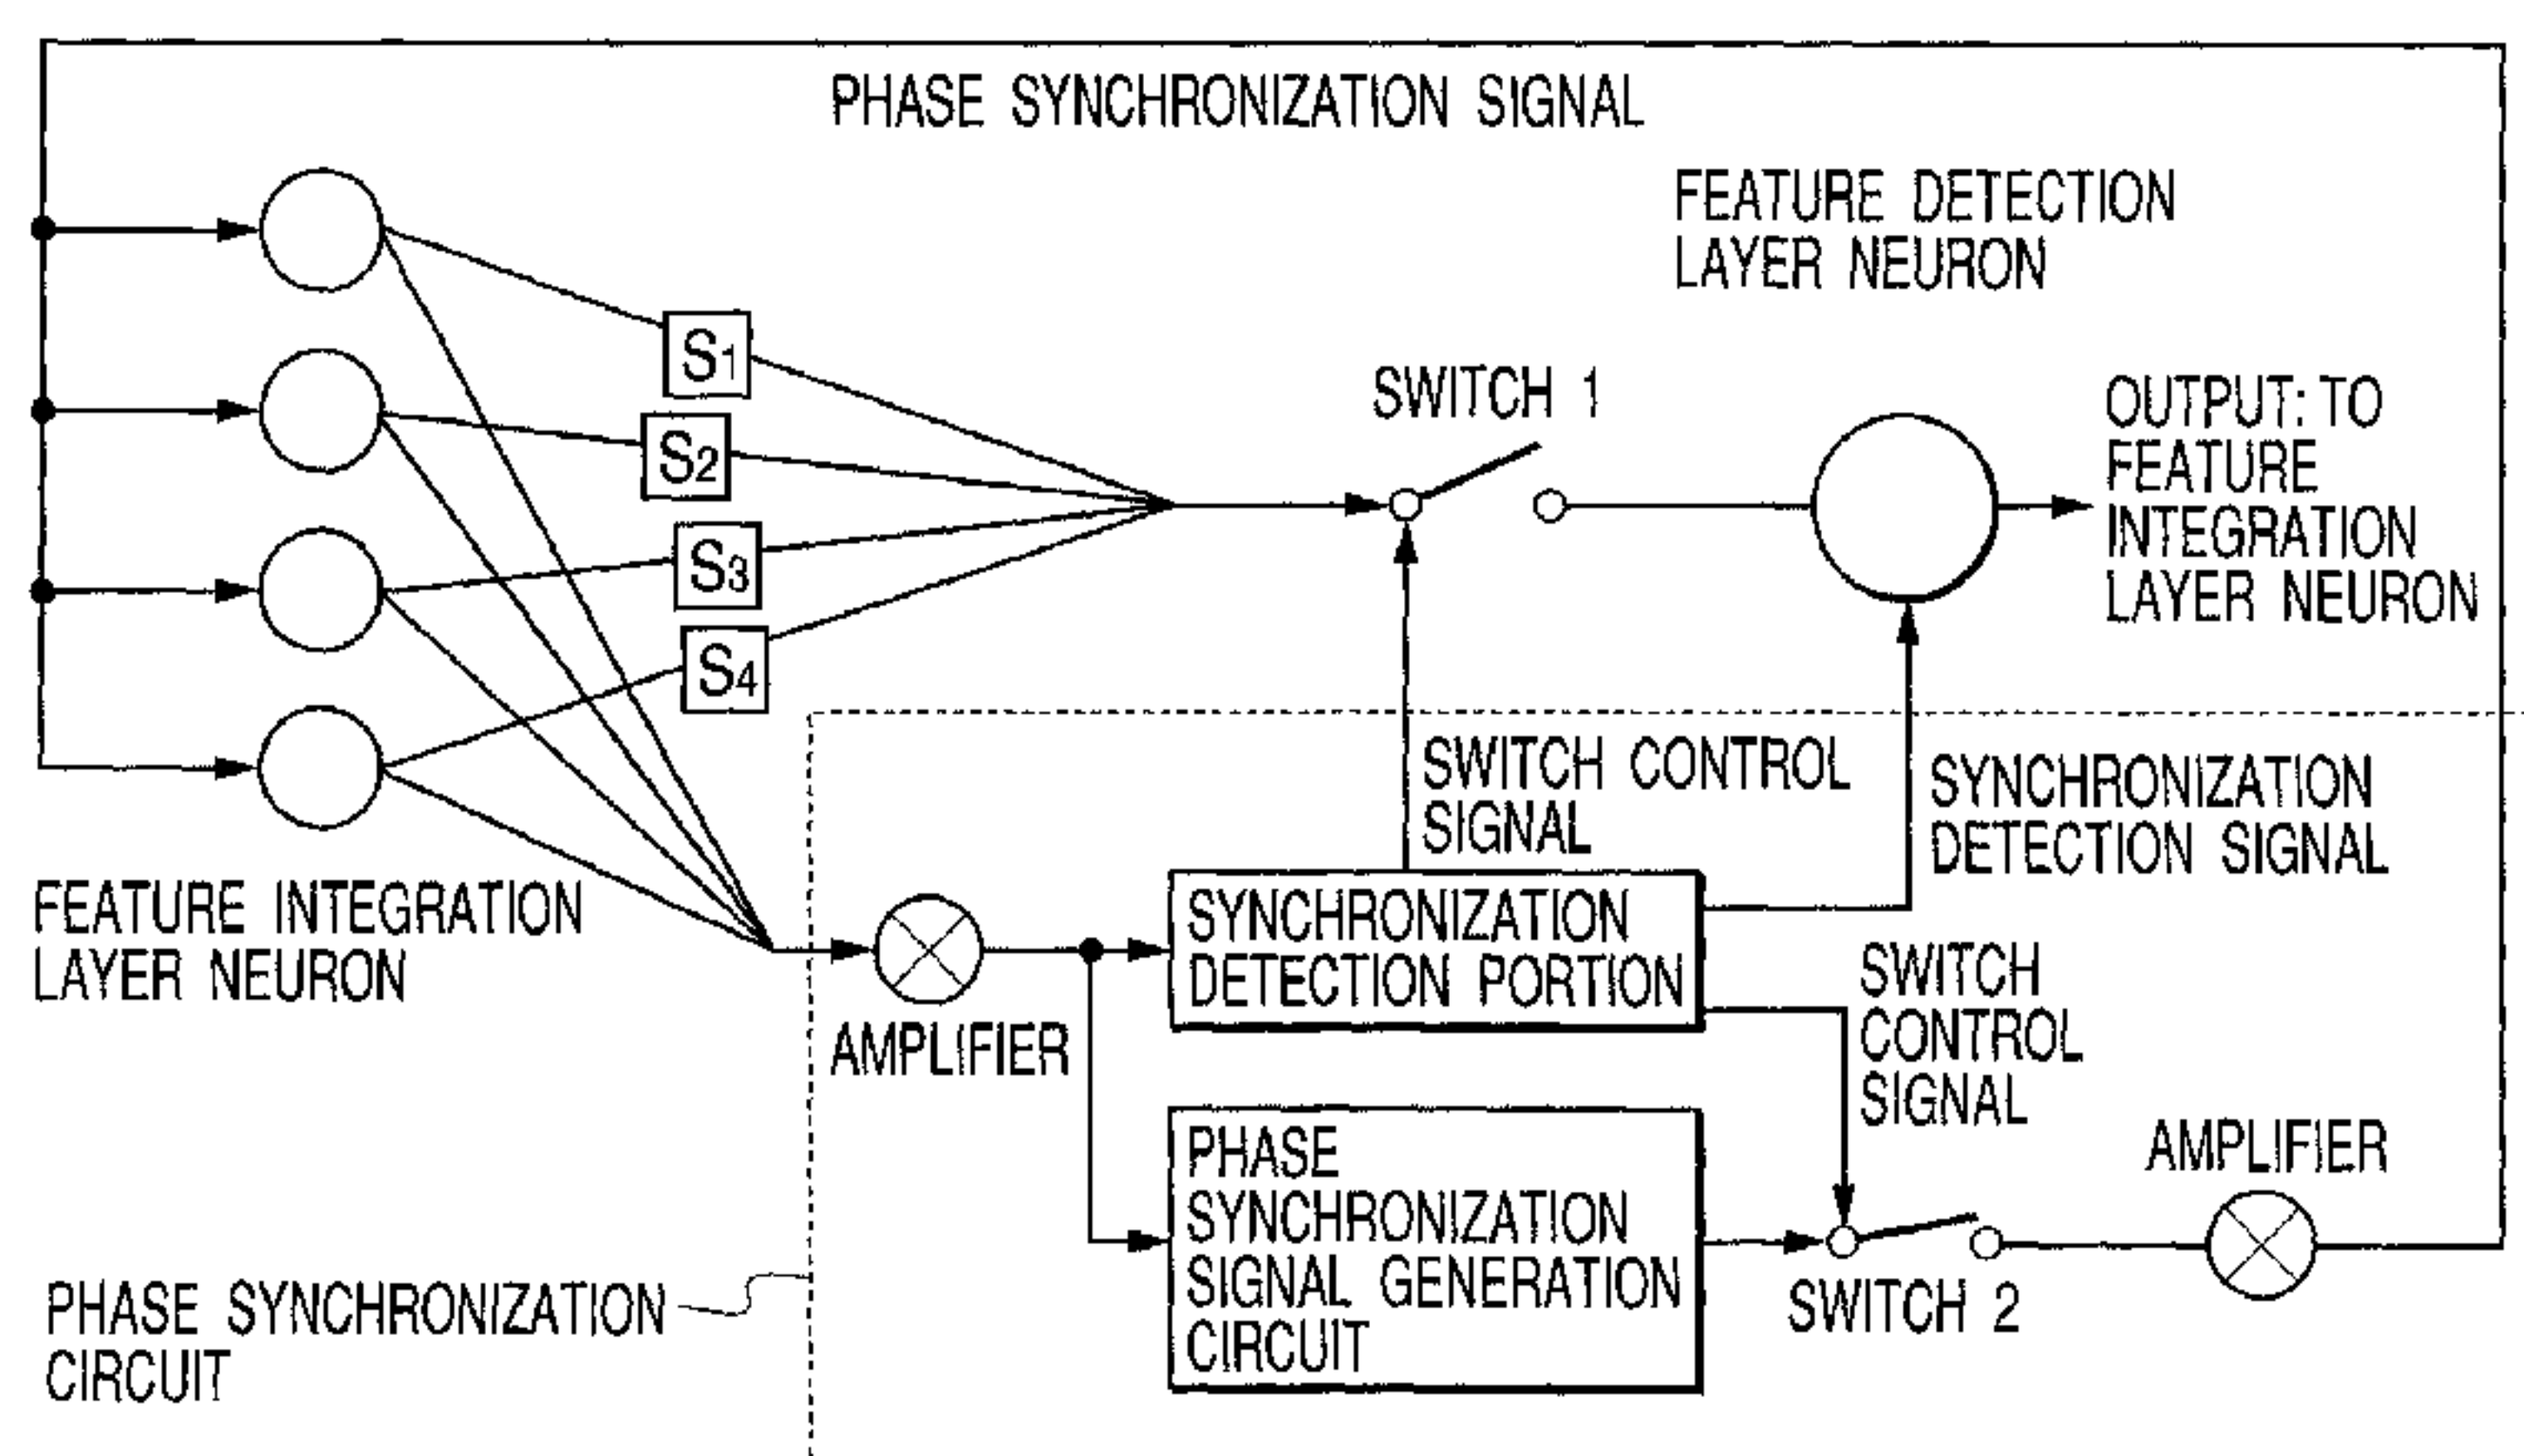 PHASE SYNCHRONIZATION SIGNAL
FEATURE DETECTION
LAYER NEURON
S1
S2
S3
S4
SWITCH 1
OUTPUT: TO
FEATURE
INTEGRATION
LAYER NEURON
SWITCH CONTROL
SIGNAL
SYNCHRONIZATION
DETECTION SIGNAL
FEATURE INTEGRATION
LAYER NEURON
AMPLIFIER
SYNCHRONIZATION
DETECTION PORTION
SWITCH
CONTROL
SIGNAL
PHASE
SYNCHRONIZATION
SIGNAL GENERATION
CIRCUIT
SWITCH 2
AMPLIFIER
PHASE SYNCHRONIZATION
CIRCUIT